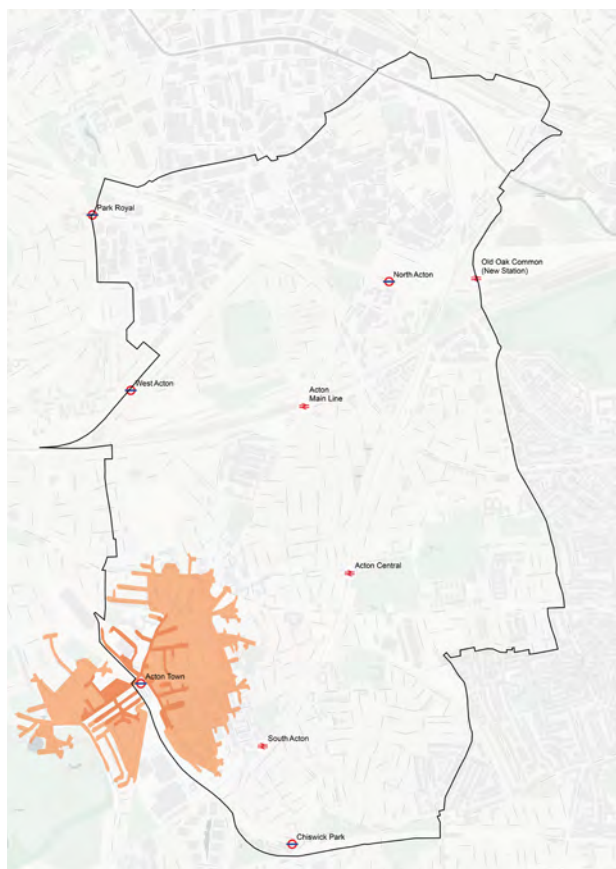 Park Royal
Old Oak Common
(New Station)
North Acton
West Acton
Acton
Main Line
Acton Central
Acton Town
South Acton
Chiswick Park